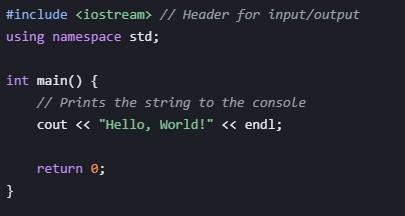 #include <iostream> // Header for input/output
using namespace std;
int main() {
// Prints the string to the console
cout << "Hello, World!" << endl;
return 0;
}